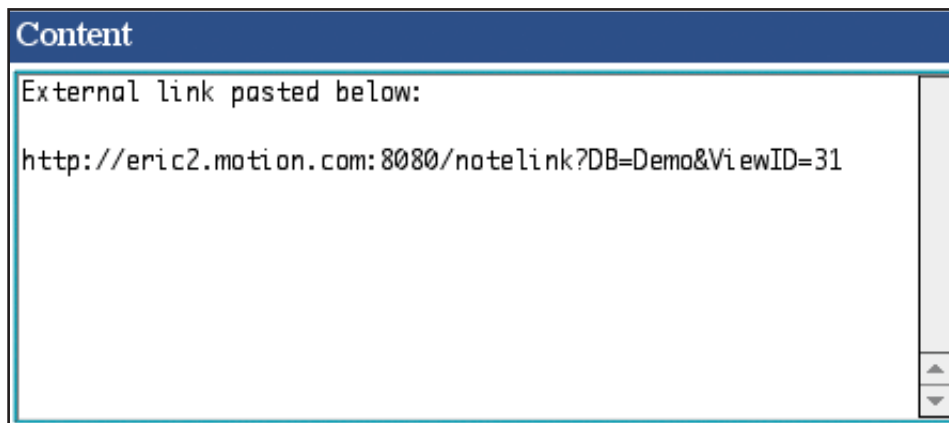 Content
External link pasted below:
http://eric2.motion.com:8080/notelink?DB=Demo&ViewID=31